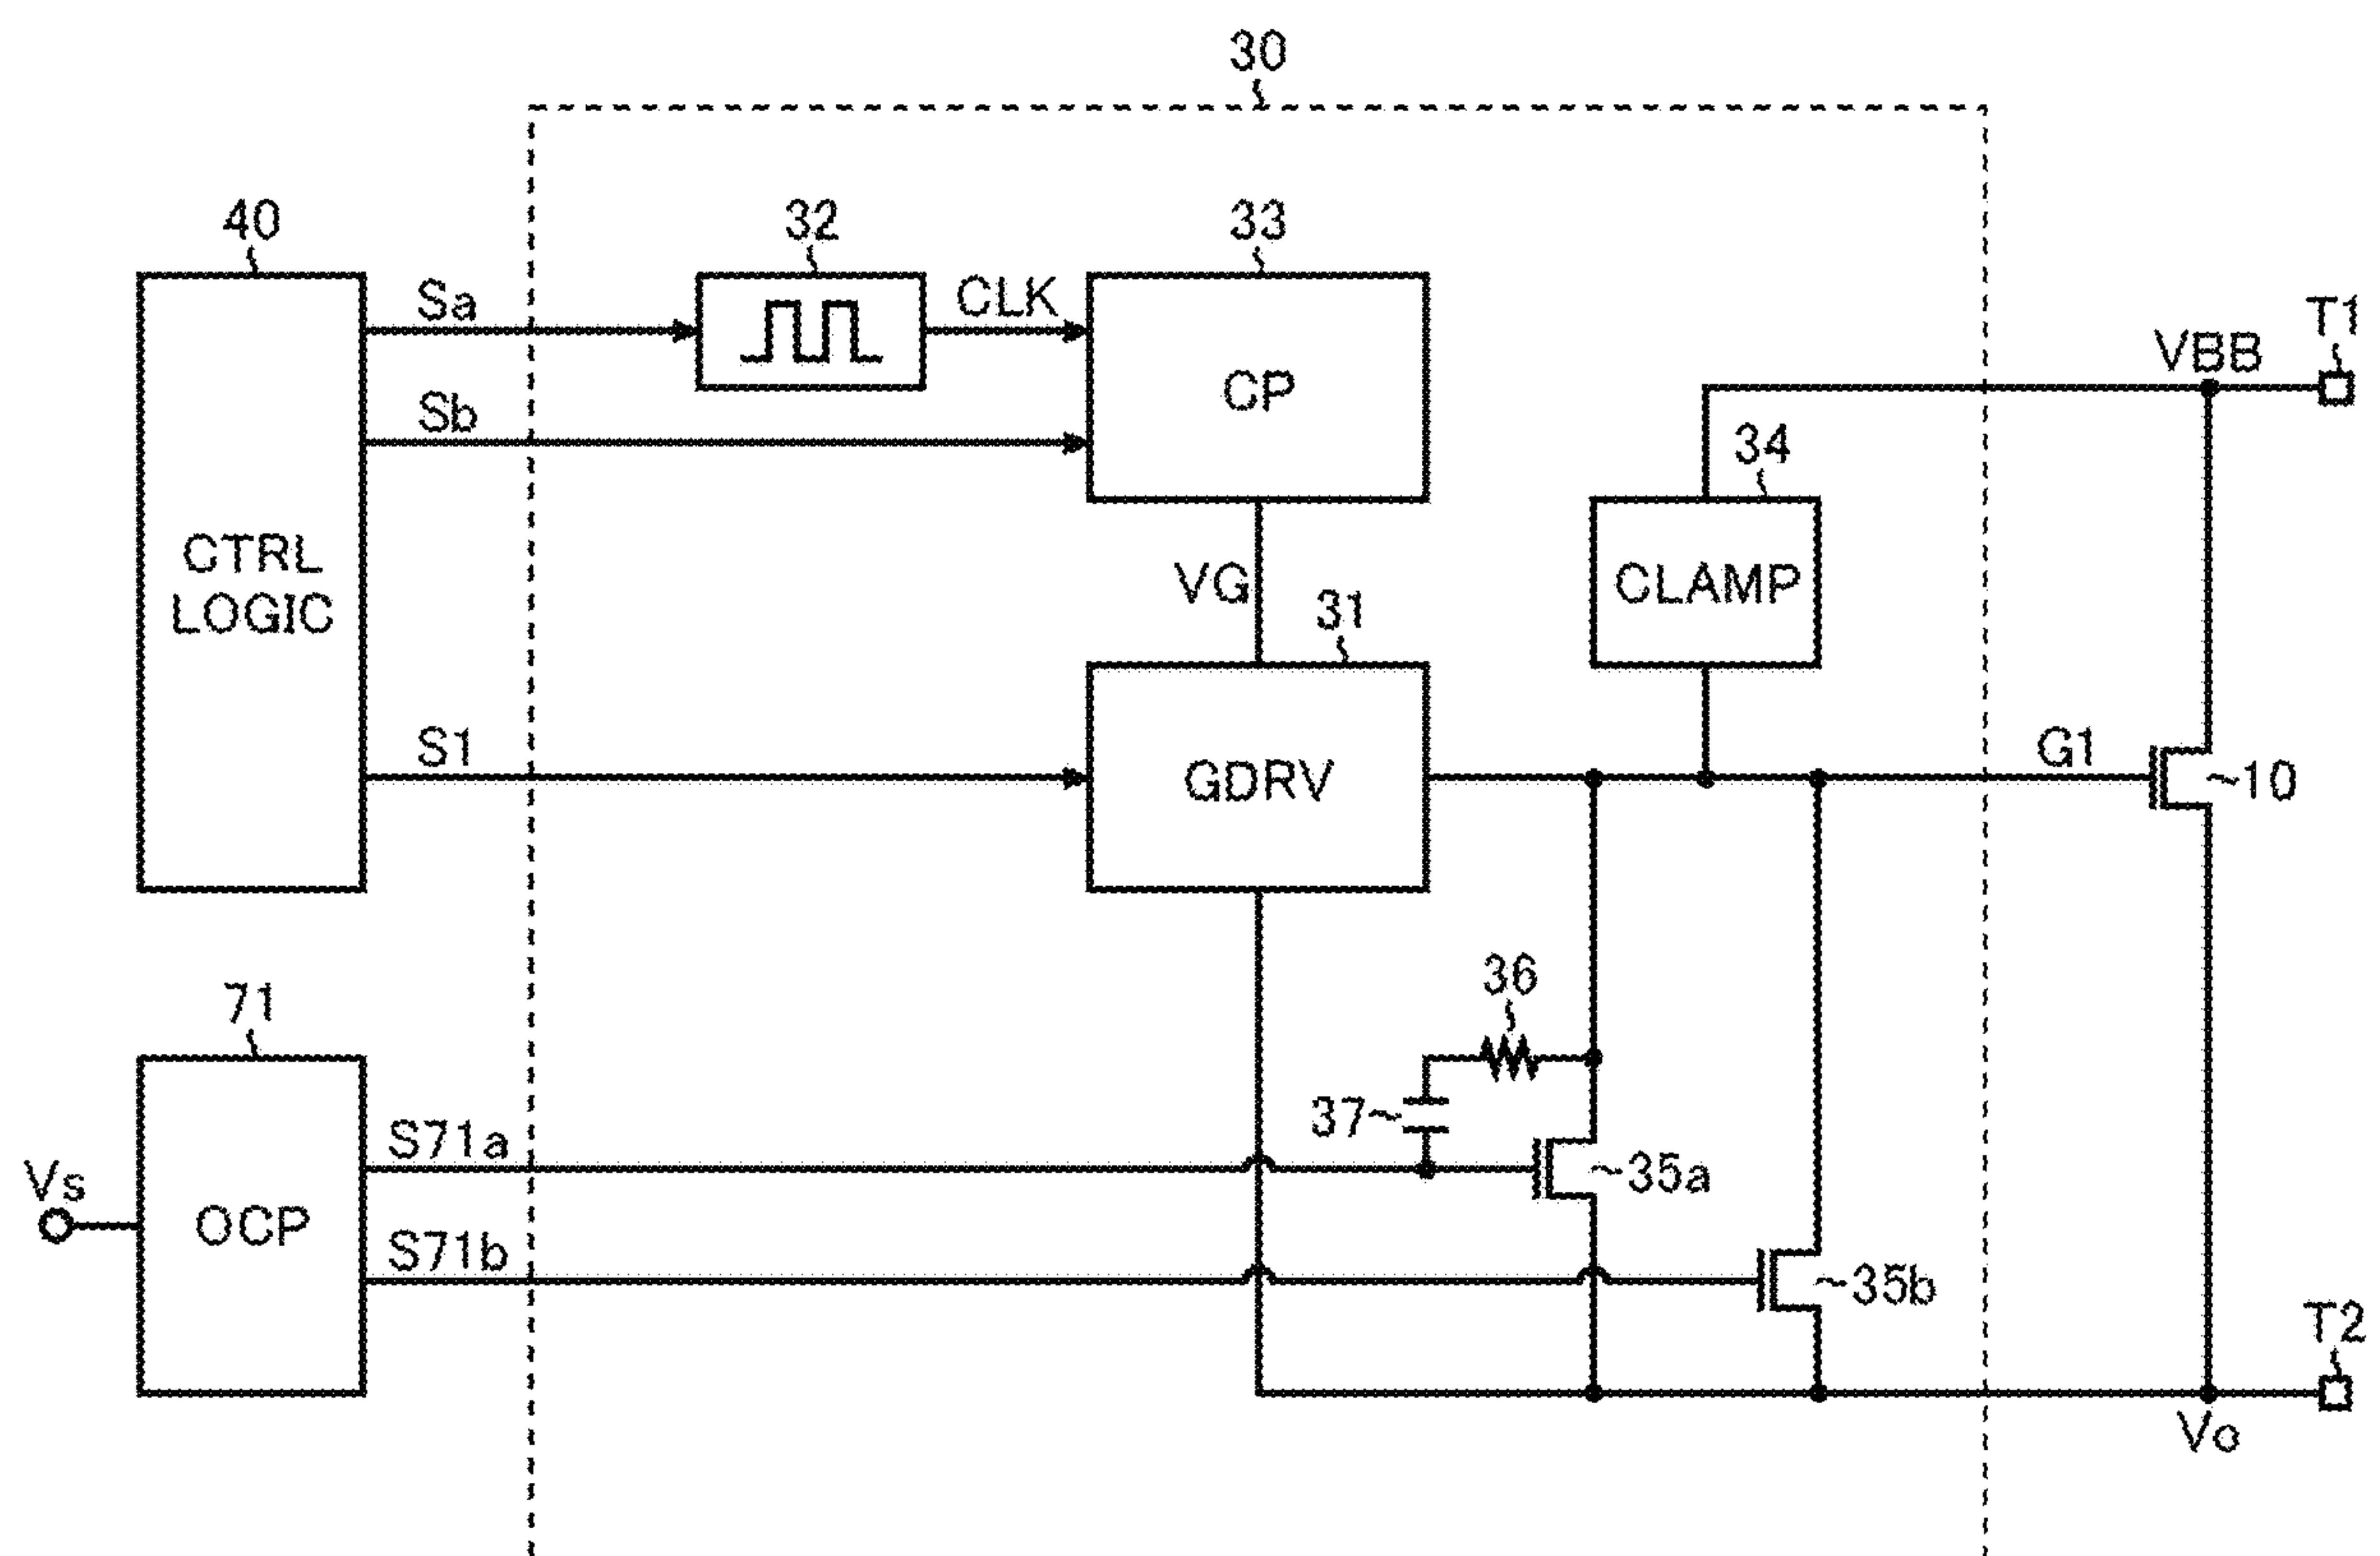 30
40
32
33
Sa
CLK
T1
VBB
CP
Sb
34
CTRL
LOGIC
VG
CLAMP
31
S1
GDRV
G1
~10
36
71
37~
S71a
~35a
Vs
OCP
S71b
~35b
T2
Vo